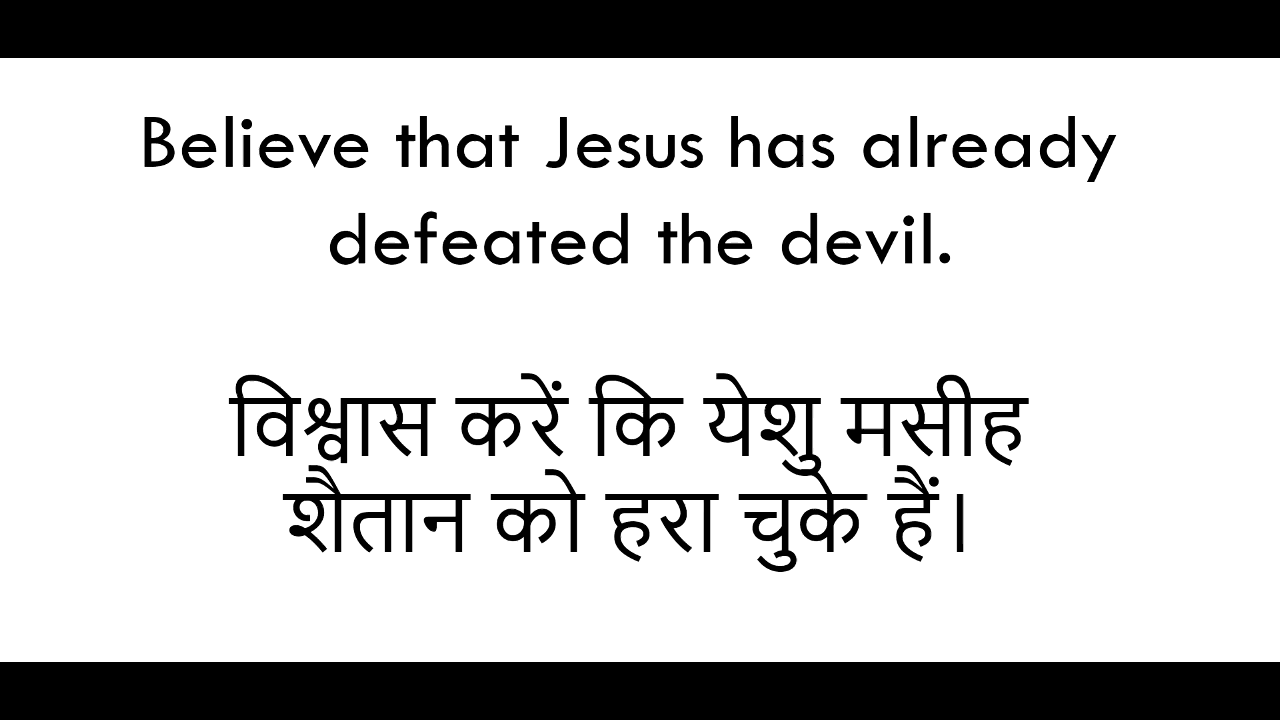 Believe that Jesus has already
defeated the devil.
विश्वास करें कि येशु मसीह
शैतान को हरा चुके हैं।